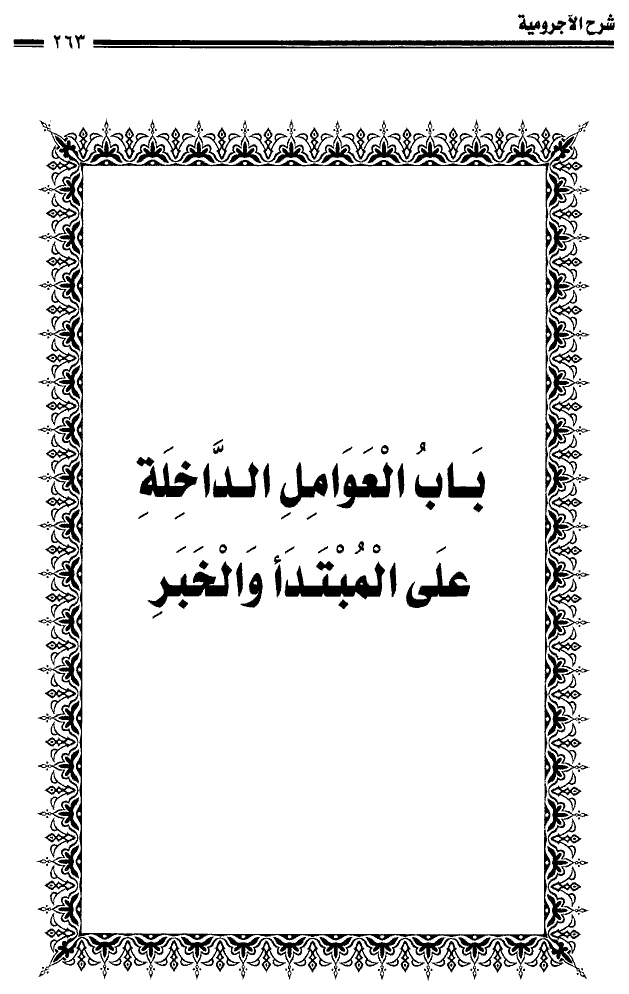 شرح الآجرومية
٢٦٣
بَابُ الْعَوَامِلِ الدَّاخِلَةِ
عَلَى الْمُبْتَدَأ وَالْخَبَرِ